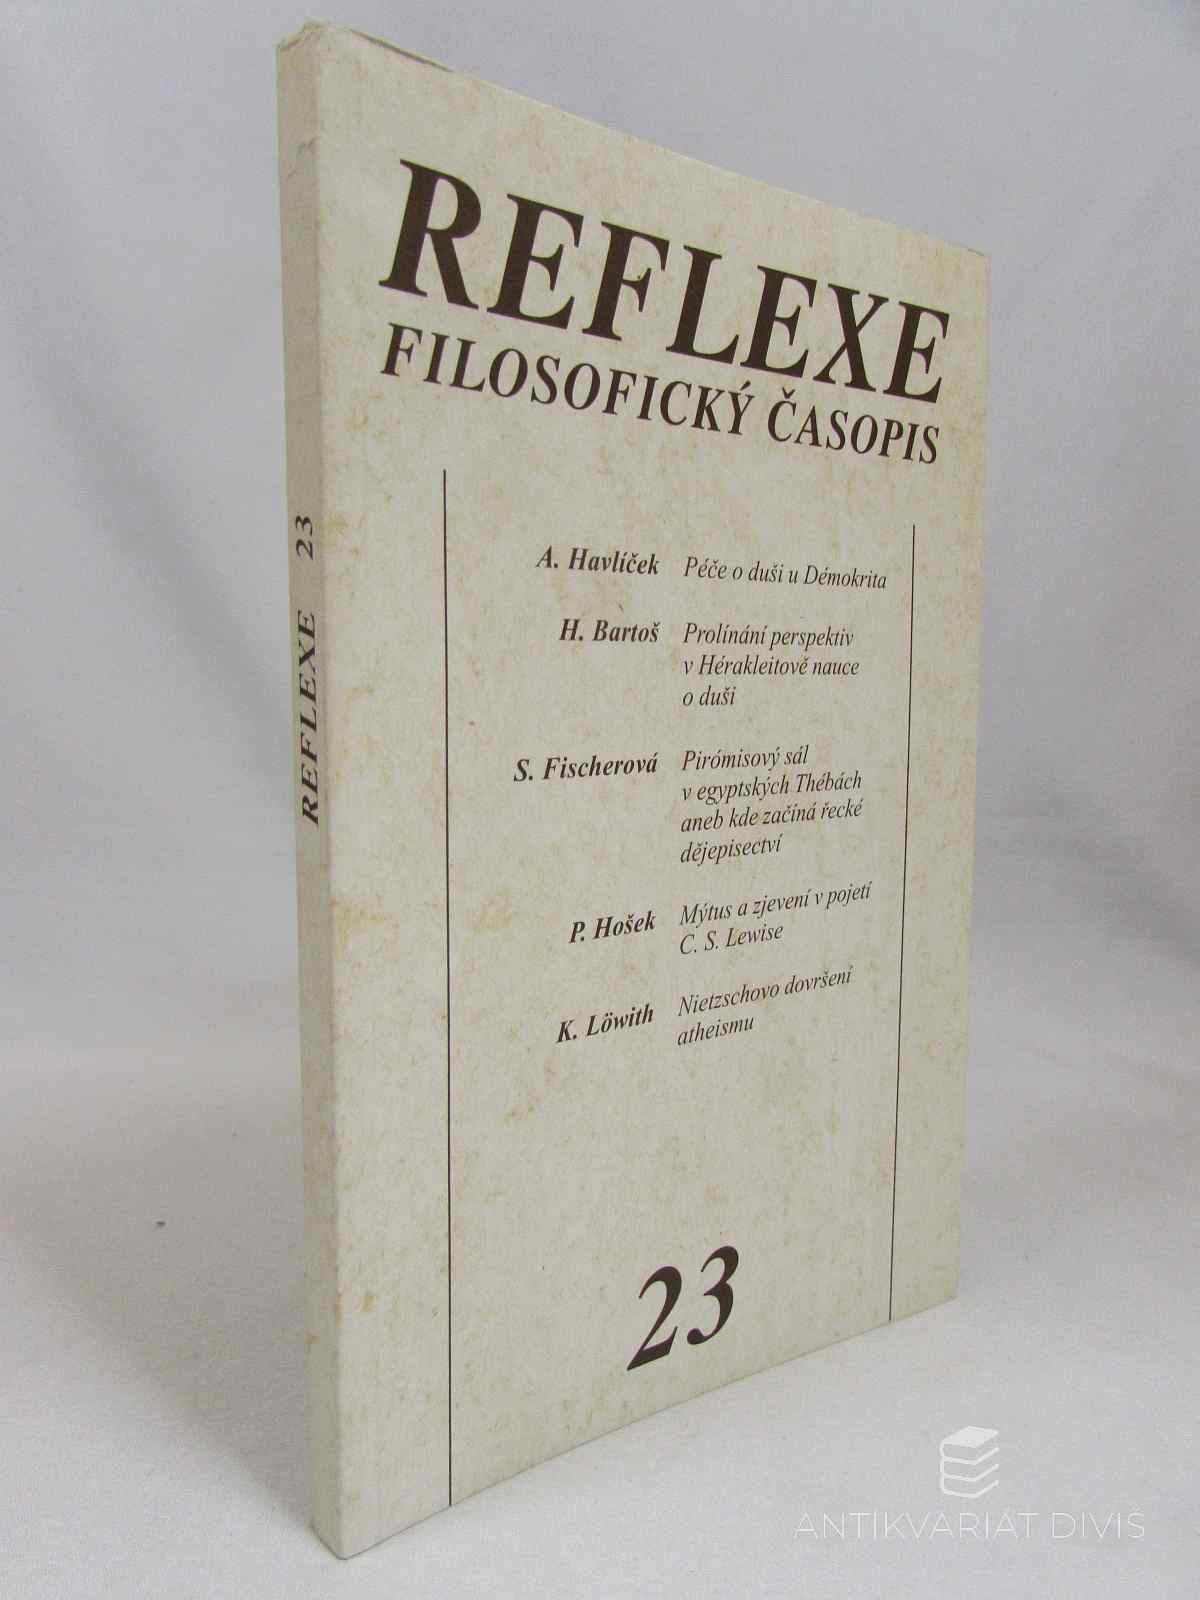 REFLEXE
FILOSOFICKÝ ČASOPIS
A. Havlíček Péče o duši u Démokrita
H. Bartoš Prolínání perspektiv
v Hérakleitově nauce
o duši
S. Fischerová Pirómisový sál
v egyptských Thébách
aneb kde začíná řecké
dějepisectví
P. Hošek Mýtus a zjevení v pojetí
C. S. Lewise
K. Löwith Nietzschovo dovršení
atheismu
23
REFLEXE 23
ANTIKVARIÁT DIVIŠ